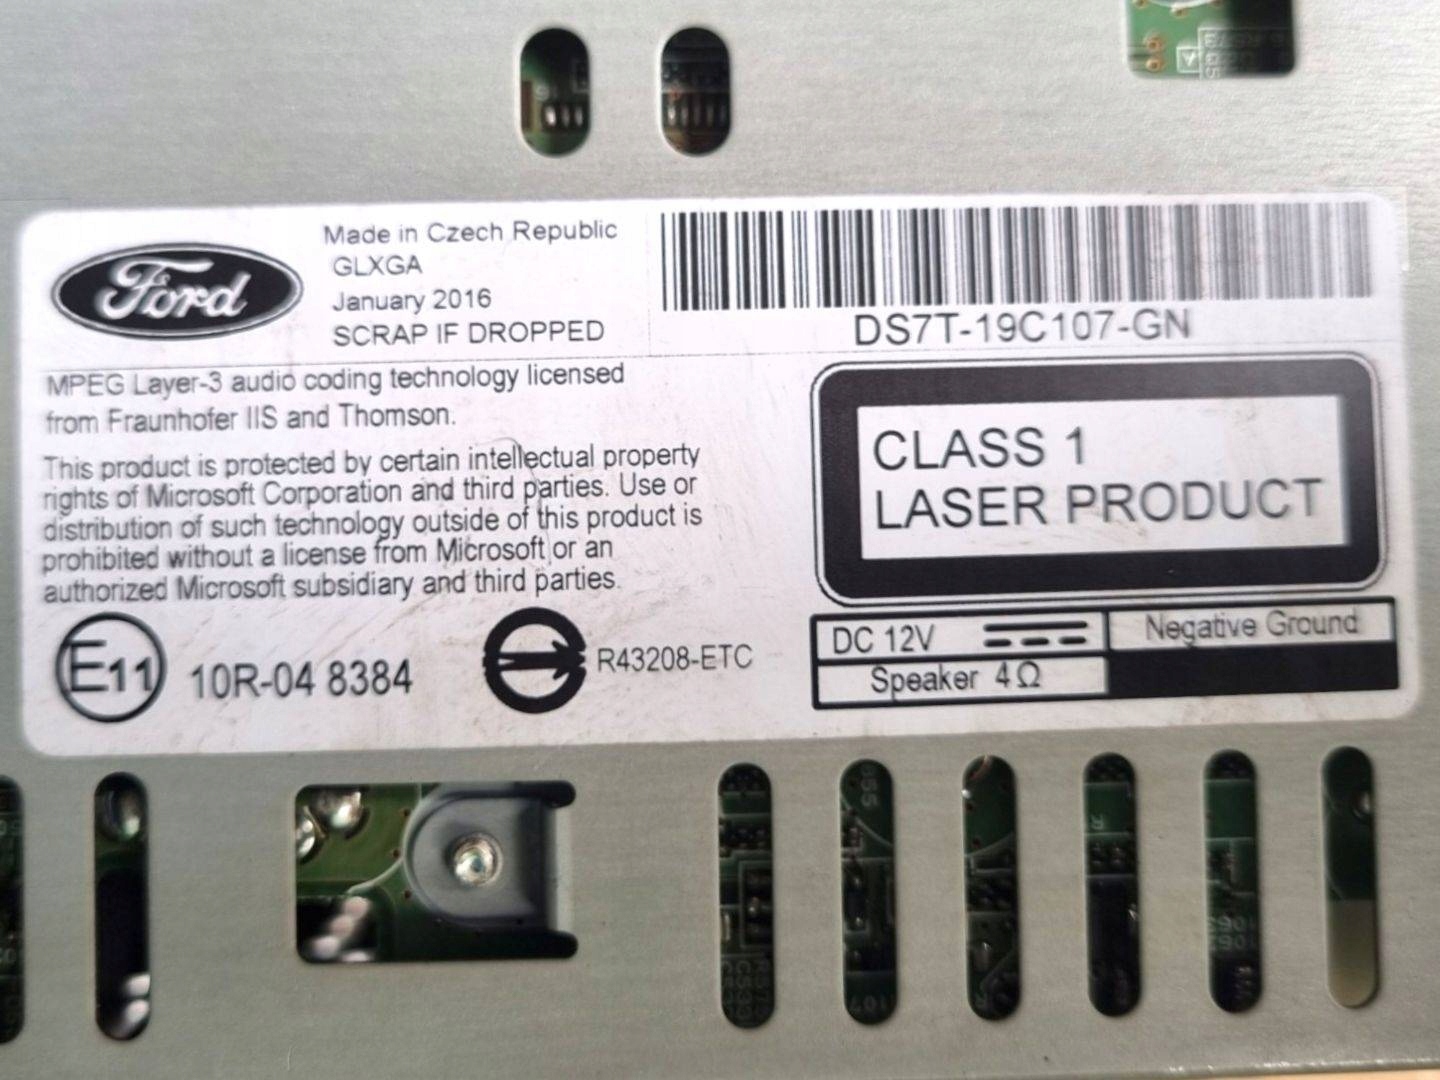 Ford
Made in Czech Republic
GLXGA
January 2016
SCRAP IF DROPPED
DS7T-19C107-GN
MPEG Layer-3 audio coding technology licensed
from Fraunhofer IIS and Thomson.
This product is protected by certain intellectual property
rights of Microsoft Corporation and third parties. Use or
distribution of such technology outside of this product is
prohibited without a license from Microsoft or an
authorized Microsoft subsidiary and third parties.
CLASS 1
LASER PRODUCT
E11 10R-04 8384
R43208-ETC
DC 12V
Negative Ground
Speaker 4Ω